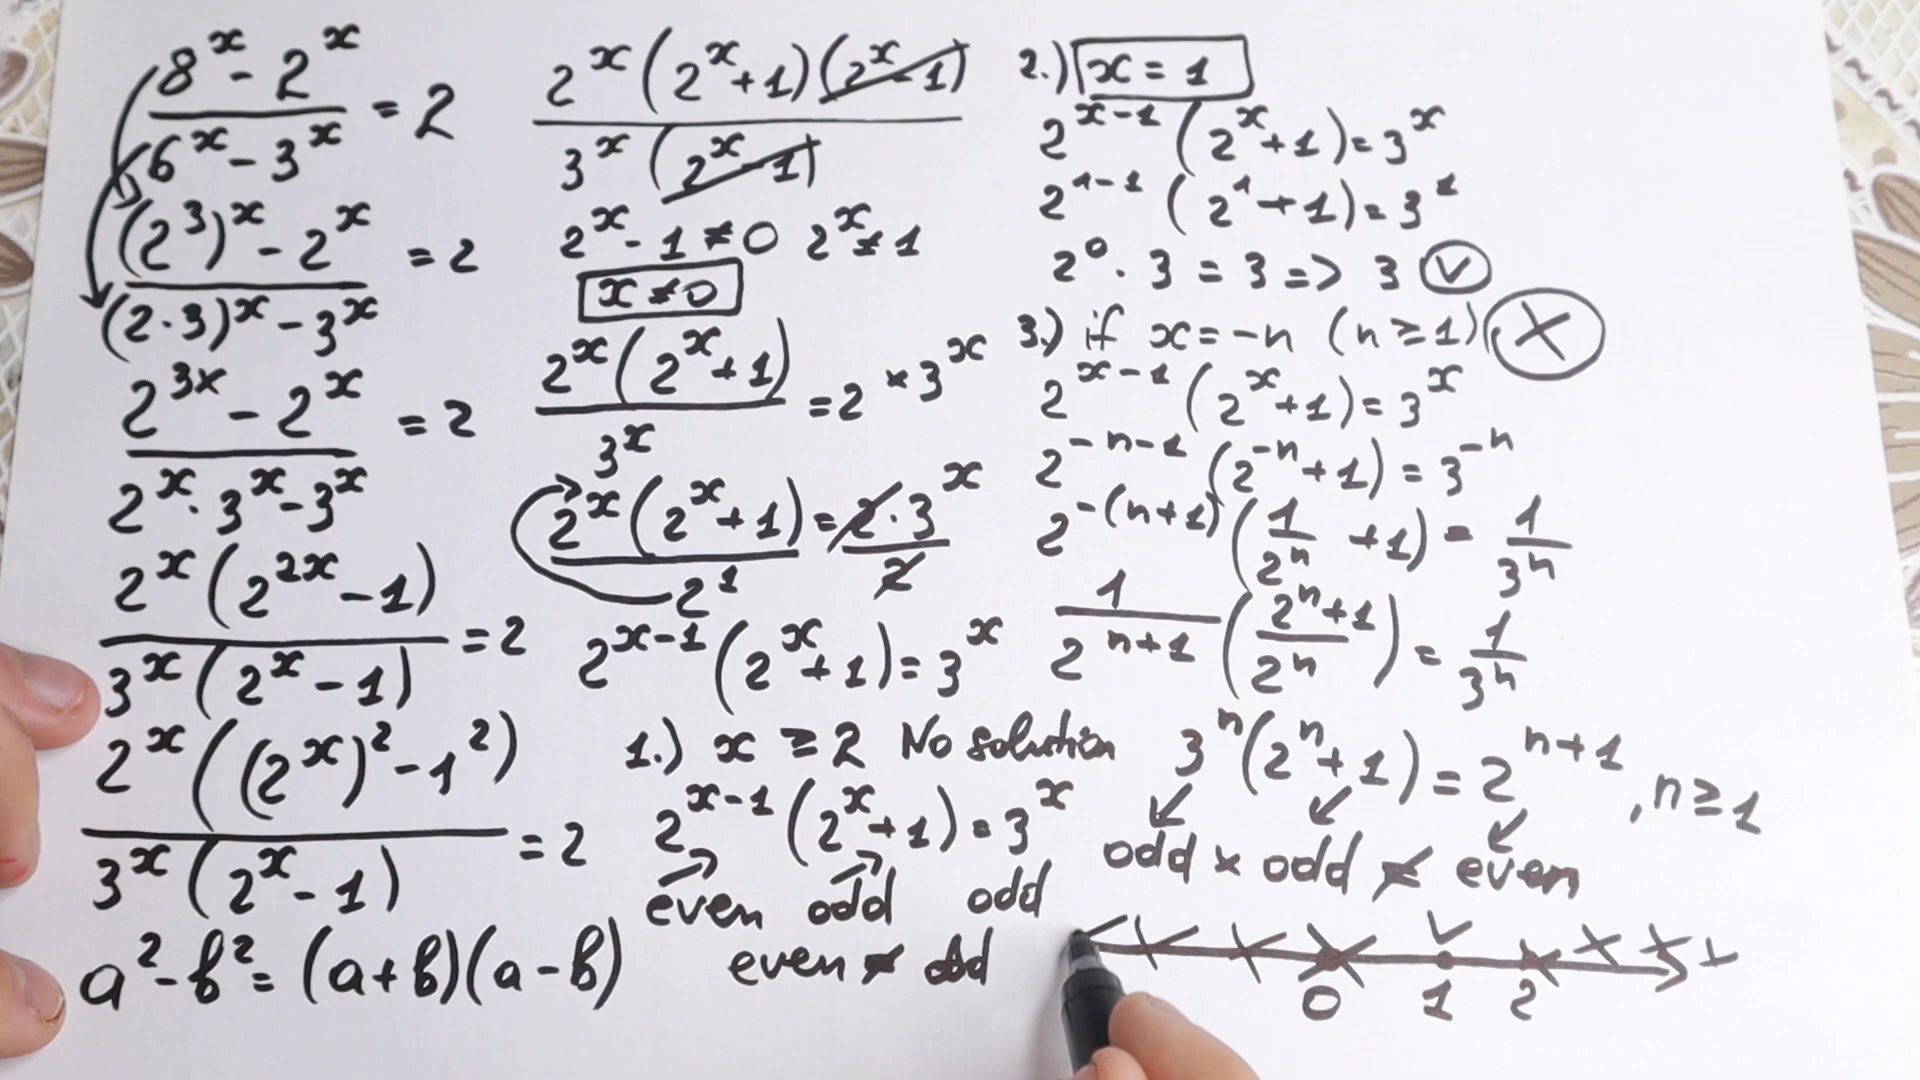 8^x - 2^x
6^x - 3^x = 2
(2^3)^x - 2^x
(2·3)^x - 3^x = 2
2^3x - 2^x
2^x · 3^x - 3^x = 2
2^x (2^2x - 1)
3^x (2^x - 1) = 2
2^x ((2^x)^2 - 1^2)
3^x (2^x - 1) = 2
a^2 - b^2 = (a+b)(a-b)
2^x (2^x + 1)(2^x - 1)
3^x (2^x - 1)
2^x - 1 ≠ 0 2^x ≠ 1
x ≠ 0
2^x (2^x + 1)
3^x = 2 × 3^x
2^x (2^x + 1) = 2 · 3^x
2^1 2
2^x-1 (2^x + 1) = 3^x
1.) x ≥ 2 No solution
2^x-1 (2^x + 1) = 3^x
even odd odd
even ≠ odd
2.) x = 1
2^x-1 (2^x + 1) = 3^x
2^1-1 (2^1 + 1) = 3^1
2^0 · 3 = 3 => 3 v
3.) if x = -n (n ≥ 1) X
2^x-1 (2^x + 1) = 3^x
2^-n-1 (2^-n + 1) = 3^-n
2^-(n+1) (1/2^n + 1) = 1/3^n
1/2^n+1 (2^n+1/2^n) = 1/3^n
3^n (2^n + 1) = 2^n+1, n ≥ 1
odd × odd ≠ even
0 1 2